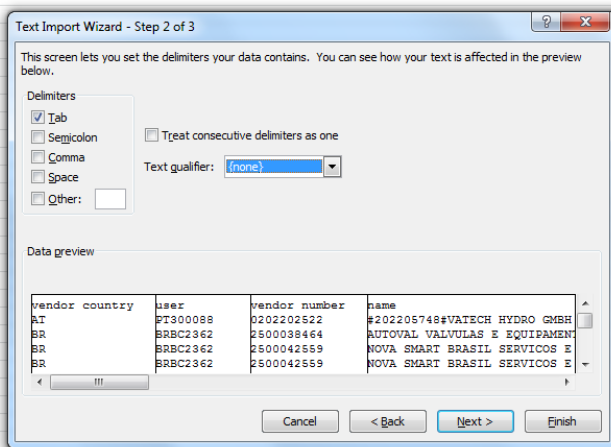 Text Import Wizard - Step 2 of 3
This screen lets you set the delimiters your data contains. You can see how your text is affected in the preview
below.
Delimiters
Tab
Semicolon
Comma
Space
Other:
Treat consecutive delimiters as one
Text qualifier: {none}
Data preview
vendor country user vendor number name
AT PT300088 0202202522 #202205748#VATECH HYDRO GMBH
BR BRBC2362 2500038464 AUTOVAL VALVULAS E EQUIPAMEN
BR BRBC2362 2500042559 NOVA SMART BRASIL SERVICOS E
BR BRBC2362 2500042559 NOVA SMART BRASIL SERVICOS E
Cancel < Back Next > Finish